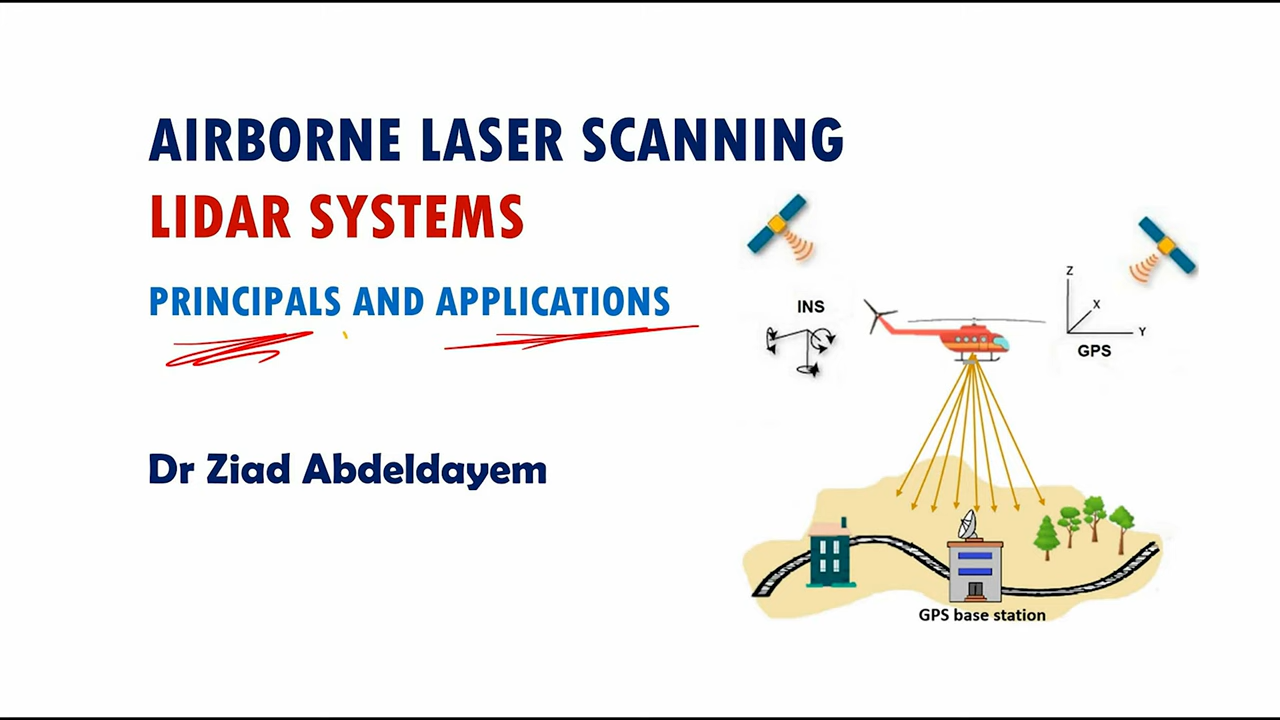 AIRBORNE LASER SCANNING
LIDAR SYSTEMS
PRINCIPALS AND APPLICATIONS
Dr Ziad Abdeldayem
INS
Z
X
Y
GPS
GPS base station